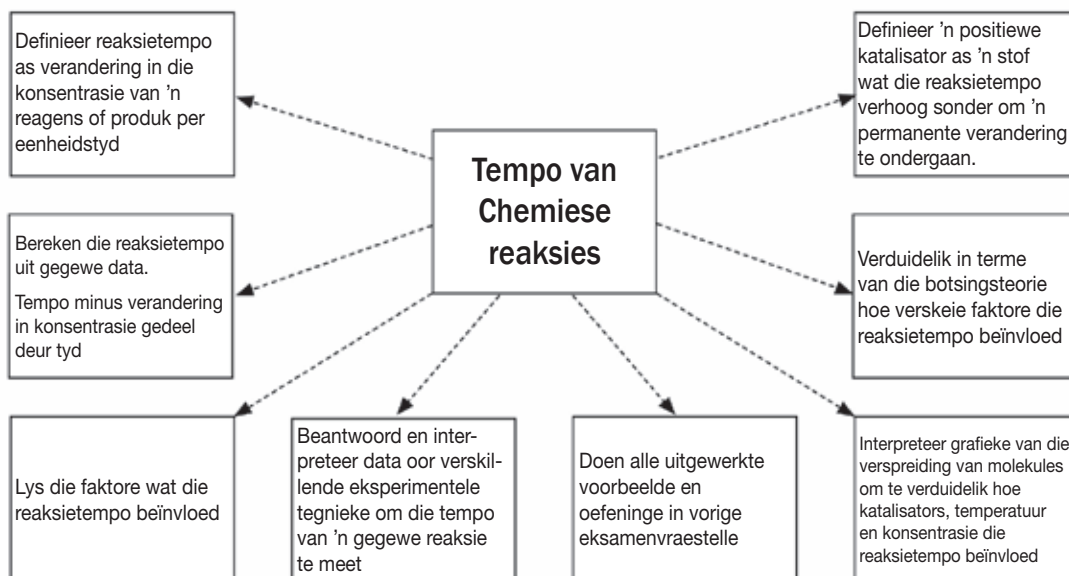 Definieer reaksietempo
as verandering in die
konsentrasie van 'n
reagens of produk per
eenheidstyd
Definieer 'n positiewe
katalisator as 'n stof
wat die reaksietempo
verhoog sonder om 'n
permanente verandering
te ondergaan.
Tempo van
Chemiese
reaksies
Bereken die reaksietempo
uit gegewe data.
Tempo minus verandering
in konsentrasie gedeel
deur tyd
Verduidelik in terme
van die botsingsteorie
hoe verskeie faktore die
reaksietempo beïnvloed
Lys die faktore wat die
reaksietempo beïnvloed
Beantwoord en inter-
preteer data oor verskil-
lende eksperimentele
tegnieke om die tempo
van 'n gegewe reaksie
te meet
Doen alle uitgewerkte
voorbeelde en
oefeninge in vorige
eksamenvraestelle
Interpreteer grafieke van die
verspreiding van molekules
om te verduidelik hoe
katalisators, temperatuur
en konsentrasie die
reaksietempo beïnvloed